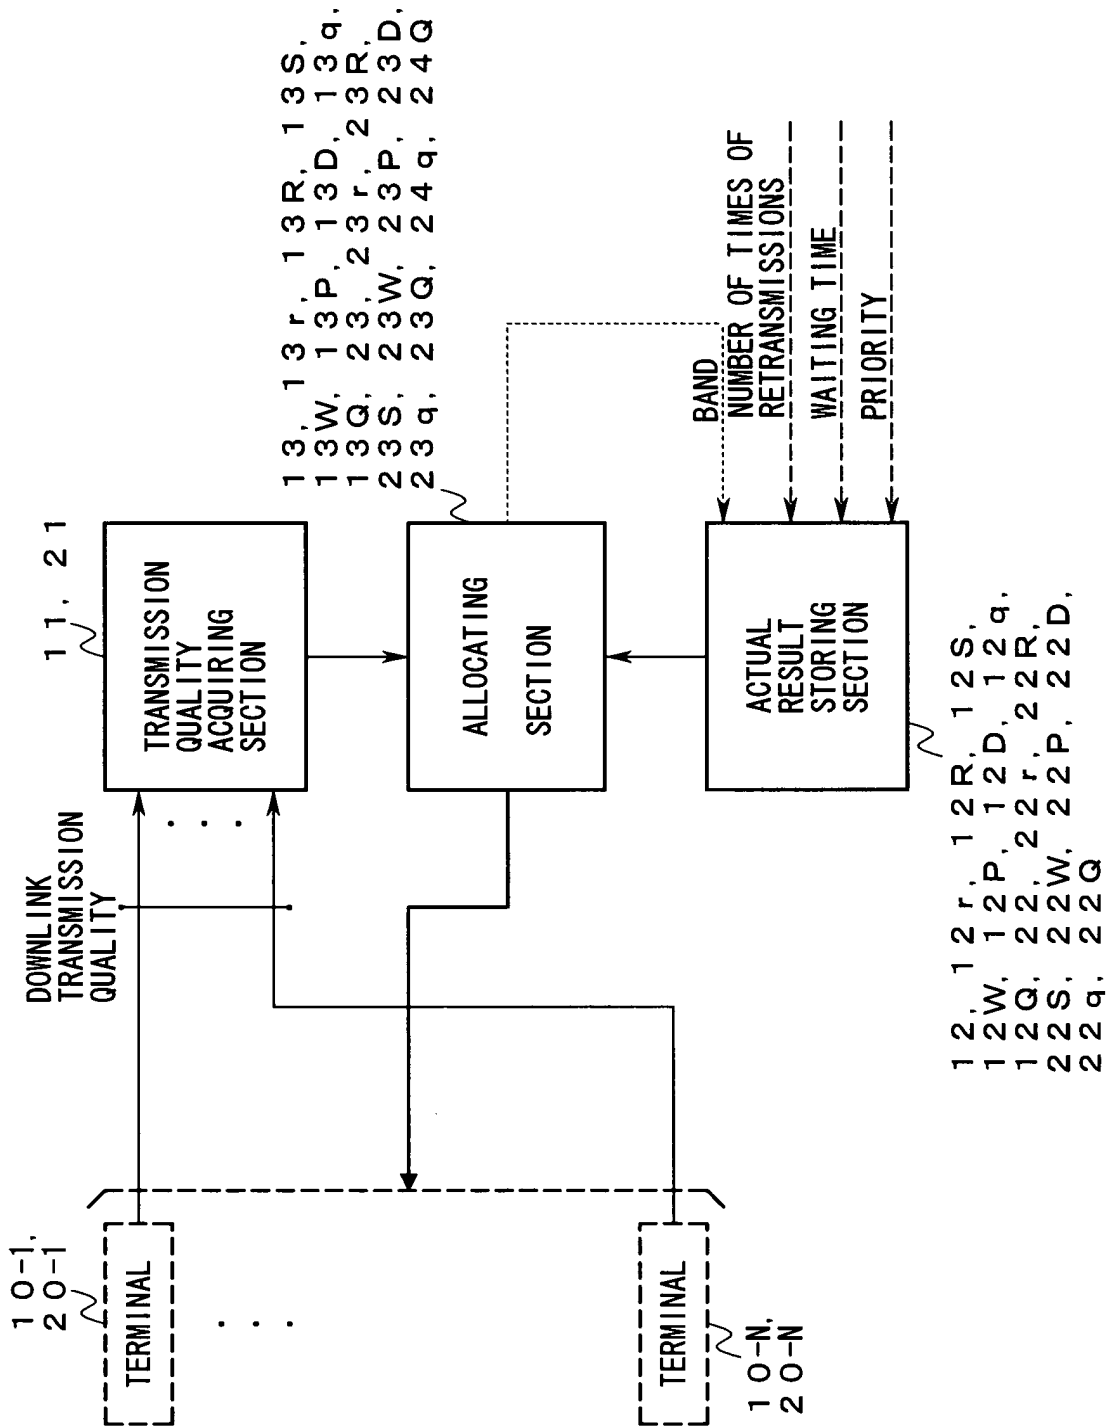 10-1,
20-1
TERMINAL
10-N,
20-N
TERMINAL
DOWNLINK
TRANSMISSION
QUALITY
11, 21
TRANSMISSION
QUALITY
ACQUIRING
SECTION
13, 13r, 13R, 13S,
13W, 13P, 13D, 13q,
13Q, 23, 23r, 23R,
23S, 23W, 23P, 23D,
23q, 23Q, 24q, 24Q
ALLOCATING
SECTION
12, 12r, 12R, 12S,
12W, 12P, 12D, 12q,
12Q, 22, 22r, 22R,
22S, 22W, 22P, 22D,
22q, 22Q
ACTUAL
RESULT
STORING
SECTION
BAND
NUMBER OF TIMES OF
RETRANSMISSIONS
WAITING TIME
PRIORITY